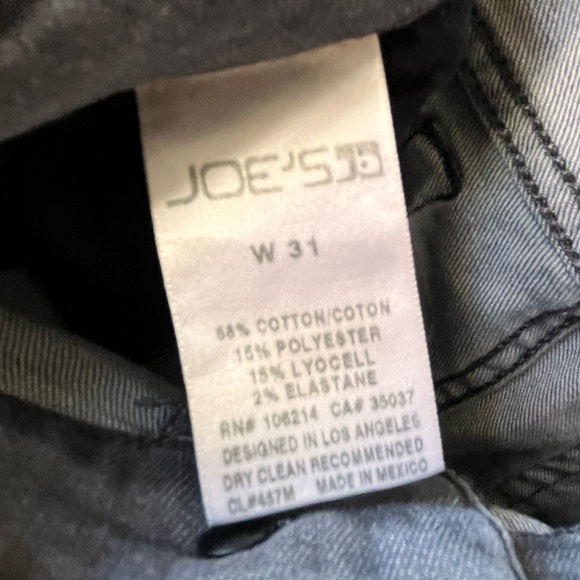 JOE'S
W 31
68% COTTON/COTON
15% POLYESTER
15% LYOCELL
2% ELASTANE
RN# 106214 CA# 35037
DESIGNED IN LOS ANGELES
DRY CLEAN RECOMMENDED
CL#457M MADE IN MEXICO